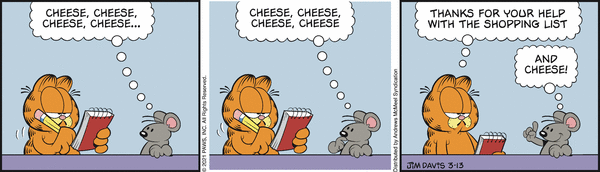 CHEESE, CHEESE,
CHEESE, CHEESE...
© 2021 PAWS, INC. All Rights Reserved.
CHEESE, CHEESE,
CHEESE, CHEESE
Distributed by Andrews McMeel Syndication
THANKS FOR YOUR HELP
WITH THE SHOPPING LIST
AND
CHEESE!
JIM DAVIS 3-13